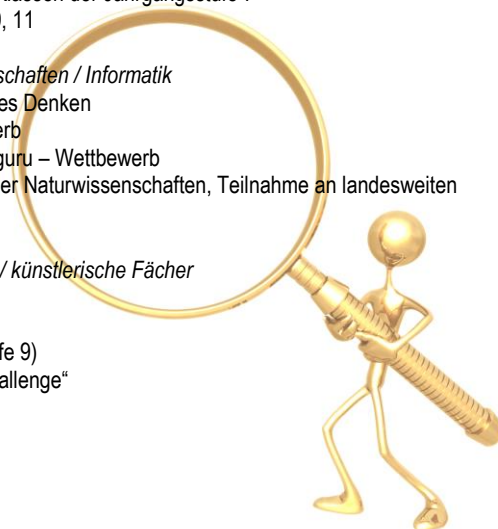 klassen der Jahrgangsstufe
, 11
schaften / Informatik
es Denken
erb
guru – Wettbewerb
er Naturwissenschaften, Teilnahme an landesweiten
/ künstlerische Fächer
fe 9)
allenge“